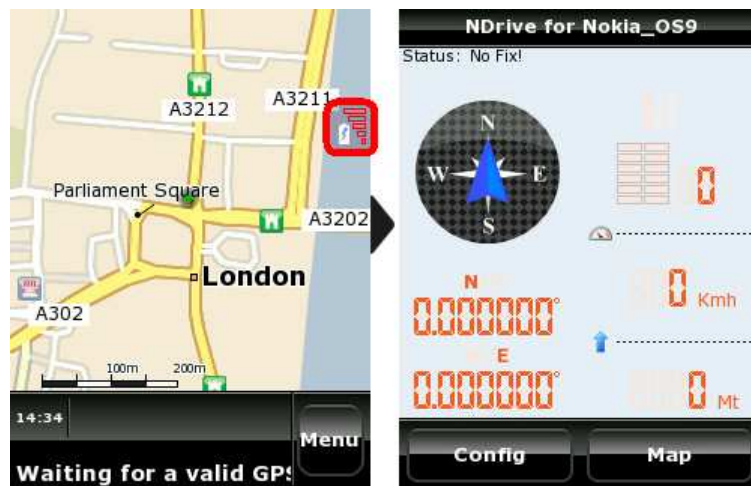 A3212
A3211
Parliament Square
A3202
London
A302
100m 200m
14:34
Menu
Waiting for a valid GPS
NDrive for Nokia_OS9
Status: No Fix!
N
W E
S
0
N
0.000000°
0 Kmh
E
0.000000°
0 Mt
Config Map